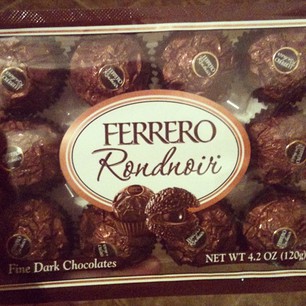 FERRERO
Rondnoir
Fine Dark Chocolates
NET WT 4.2 OZ (120g)